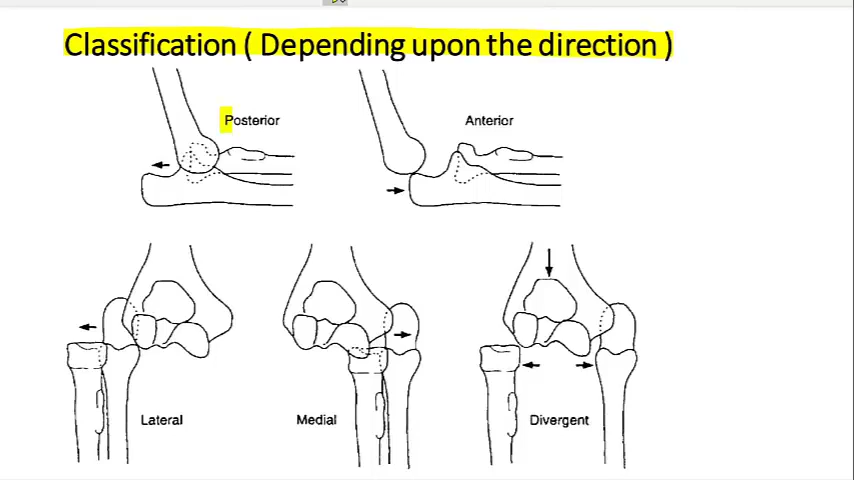 Classification ( Depending upon the direction )
Posterior
Anterior
Lateral
Medial
Divergent